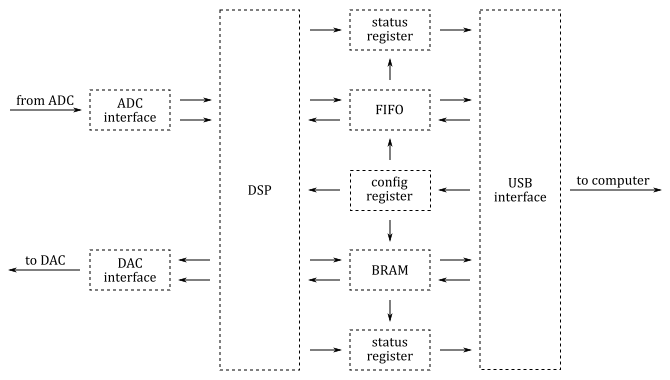 status
register
from ADC
ADC
interface
FIFO
DSP
config
register
USB
interface
to computer
to DAC
DAC
interface
BRAM
status
register